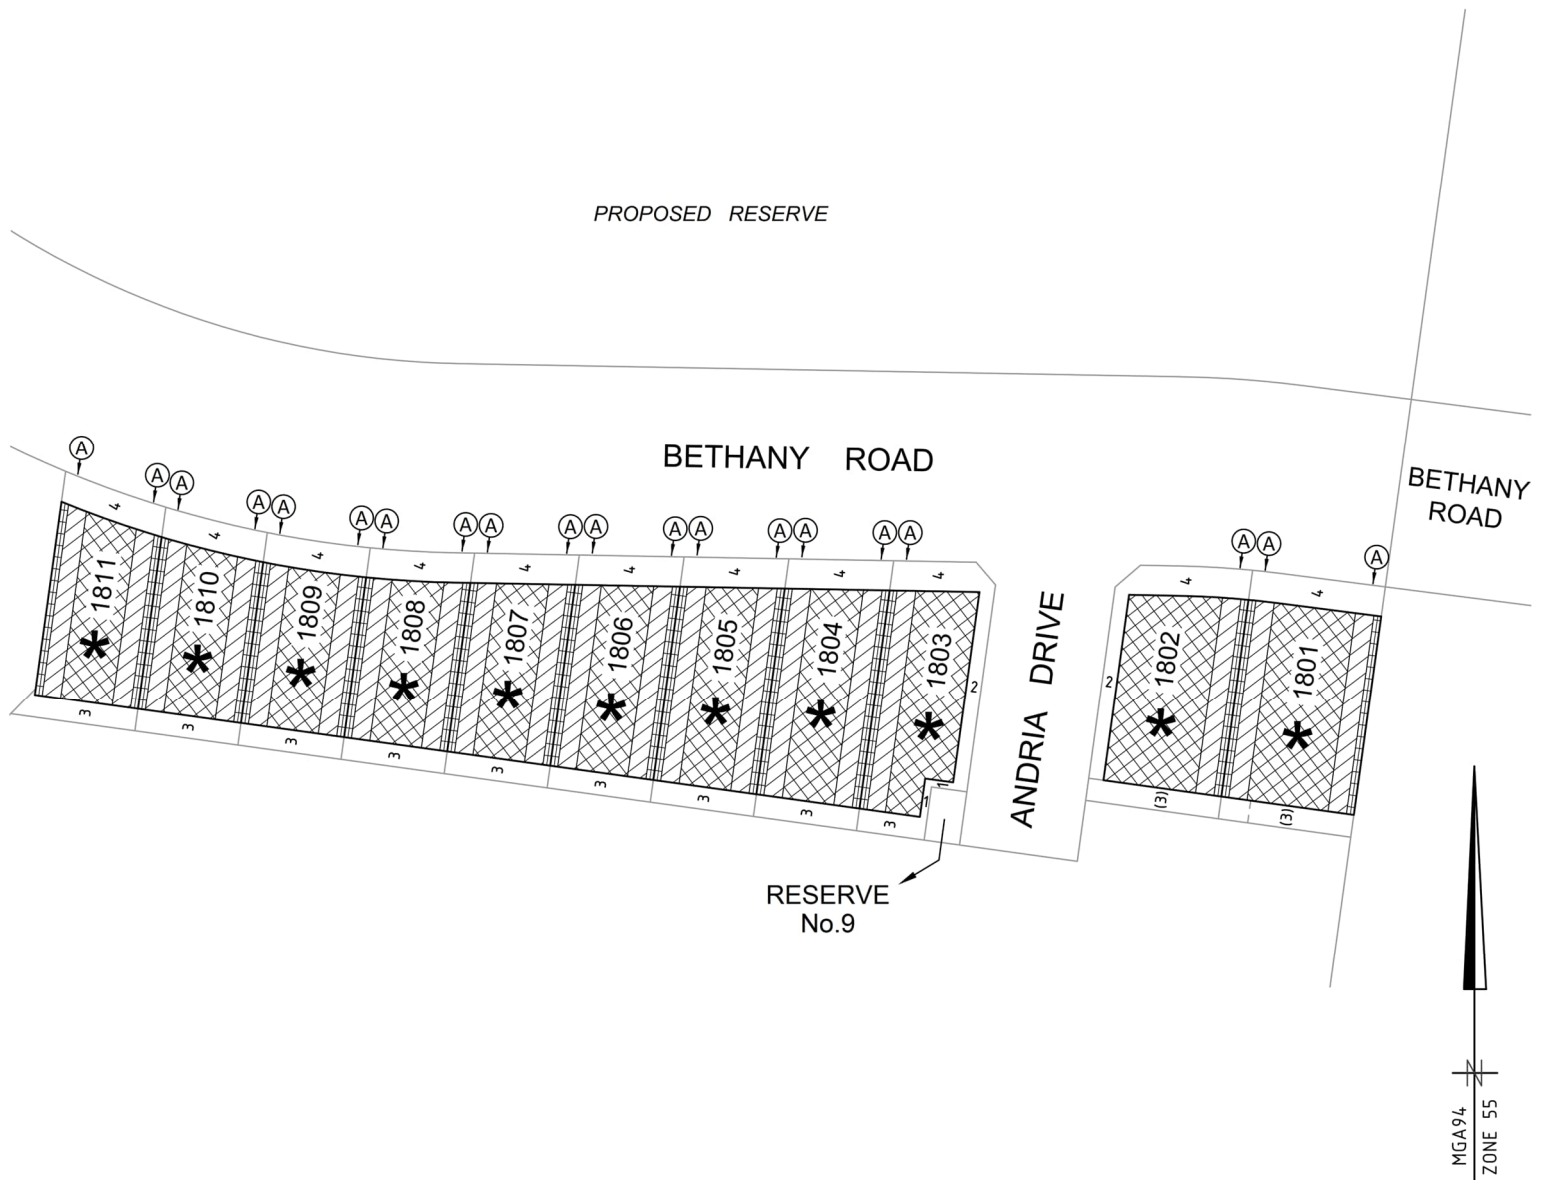 PROPOSED RESERVE
BETHANY ROAD
BETHANY
ROAD
A
A A
A A
A A
A A
A A
A A
A A
A A
A A
A
4
4
4
4
4
4
4
4
4
4
4
1811
1810
1809
1808
1807
1806
1805
1804
1803
1802
1801
*
*
*
*
*
*
*
*
*
*
*
2
2
ANDRIA DRIVE
1
1
3
3
3
3
3
3
3
3
3
(3)
(3)
RESERVE
No.9
N
MGA94
ZONE 55